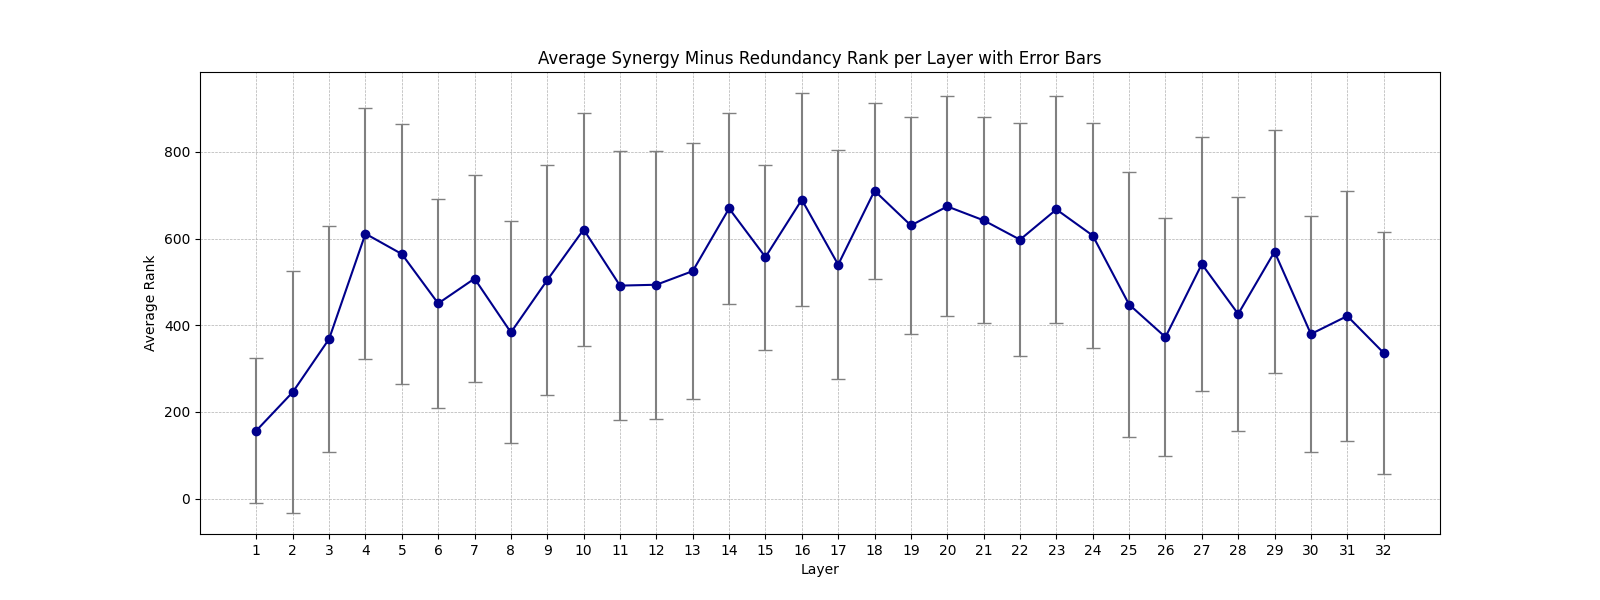 Average Synergy Minus Redundancy Rank per Layer with Error Bars
800
600
400
200
0
Average Rank
1 2 3 4 5 6 7 8 9 10 11 12 13 14 15 16 17 18 19 20 21 22 23 24 25 26 27 28 29 30 31 32
Layer